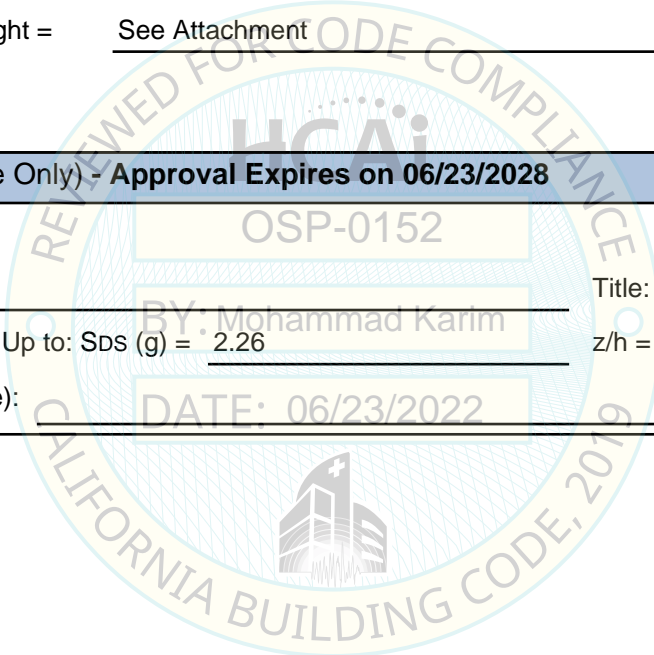 ght = See Attachment
REVIEWED FOR CODE COMPLIANCE
HCAi
e Only) - Approval Expires on 06/23/2028
OSP-0152
Title:
BY: Mohammad Karim
Up to: SDS (g) = 2.26 z/h =
e):
DATE: 06/23/2022
CALIFORNIA BUILDING CODE, 2019